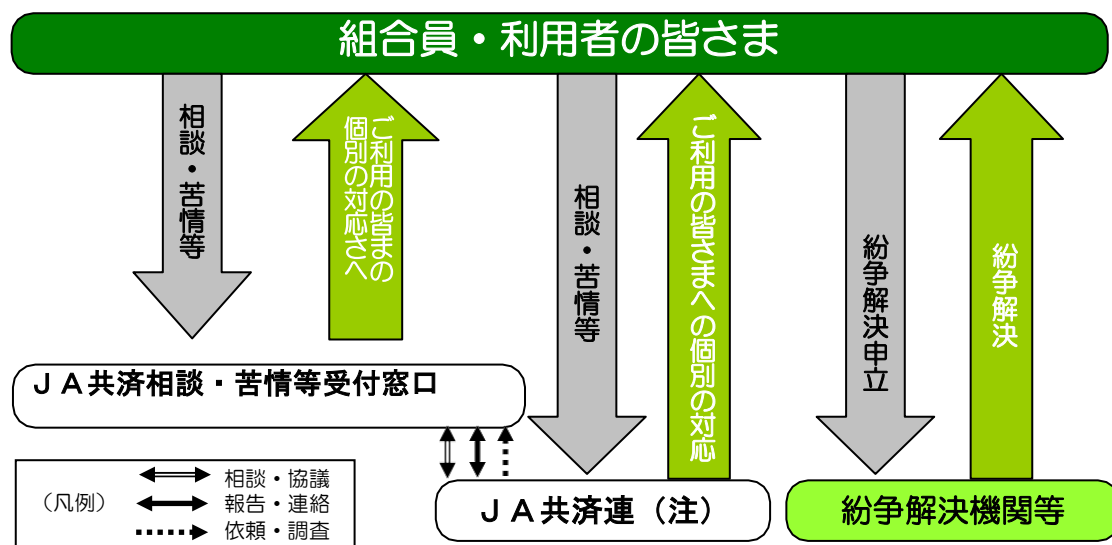 組合員・利用者の皆さま
相談・苦情等
ご利用の皆まの
個別の対応さへ
相談・苦情等
ご利用の皆さまへの個別の対応
紛争解決申立
紛争解決
ＪＡ共済相談・苦情等受付窓口
（凡例）
相談・協議
報告・連絡
依頼・調査
ＪＡ共済連（注）
紛争解決機関等